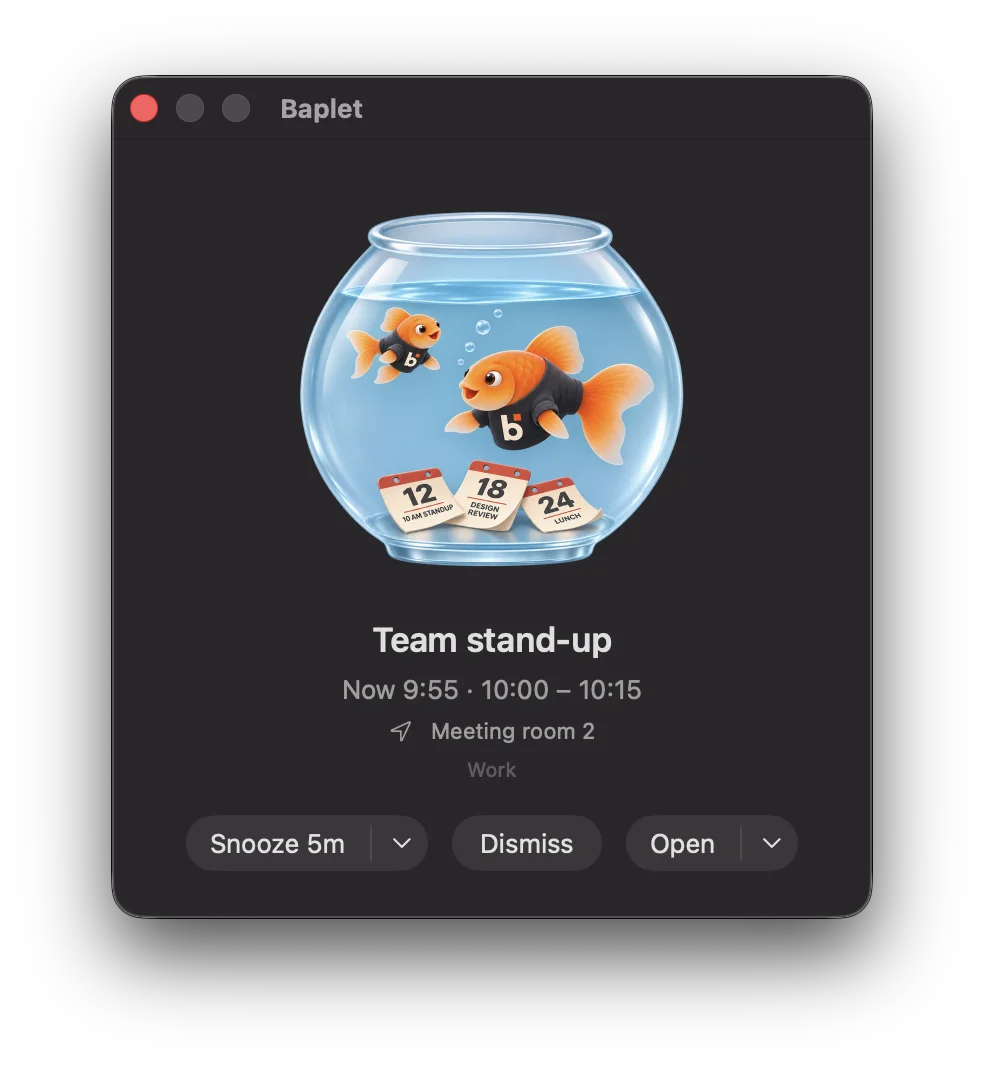 Baplet
b
b
12
10 AM STANDUP
18
DESIGN
REVIEW
24
LUNCH
Team stand-up
Now 9:55 · 10:00 – 10:15
Meeting room 2
Work
Snooze 5m
Dismiss
Open